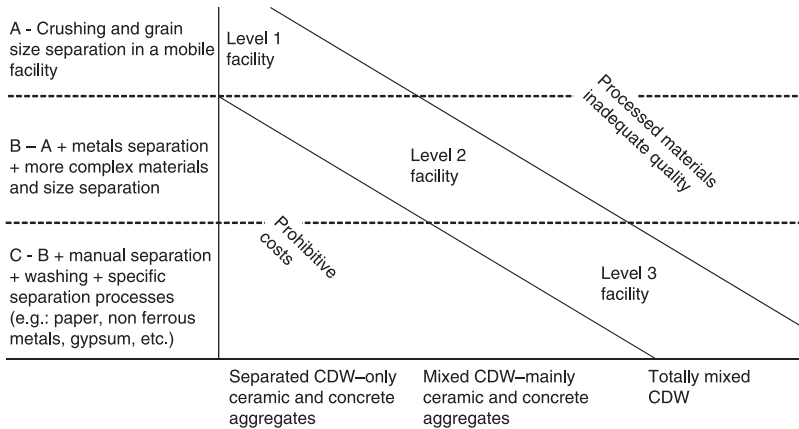 A - Crushing and grain
size separation in a mobile
facility
Level 1
facility
Processed materials
inadequate quality
B – A + metals separation
+ more complex materials
and size separation
Level 2
facility
Prohibitive
costs
C - B + manual separation
+ washing + specific
separation processes
(e.g.: paper, non ferrous
metals, gypsum, etc.)
Level 3
facility
Separated CDW–only
ceramic and concrete
aggregates
Mixed CDW–mainly
ceramic and concrete
aggregates
Totally mixed
CDW